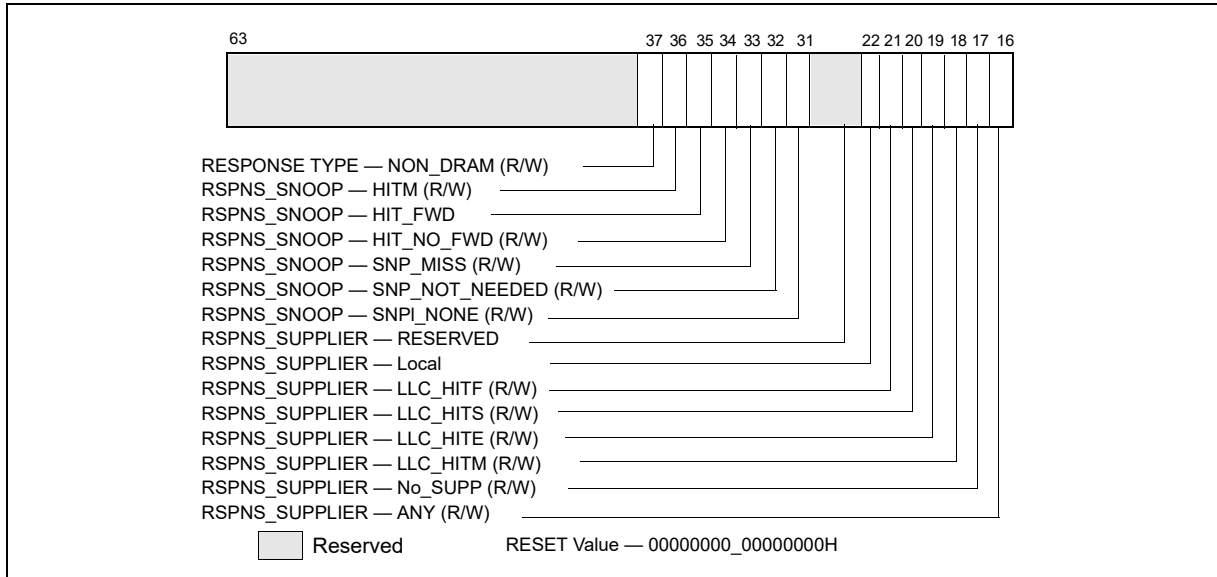 63 37 36 35 34 33 32 31 22 21 20 19 18 17 16
RESPONSE TYPE — NON_DRAM (R/W)
RSPNS_SNOOP — HITM (R/W)
RSPNS_SNOOP — HIT_FWD
RSPNS_SNOOP — HIT_NO_FWD (R/W)
RSPNS_SNOOP — SNP_MISS (R/W)
RSPNS_SNOOP — SNP_NOT_NEEDED (R/W)
RSPNS_SNOOP — SNPI_NONE (R/W)
RSPNS_SUPPLIER — RESERVED
RSPNS_SUPPLIER — Local
RSPNS_SUPPLIER — LLC_HITF (R/W)
RSPNS_SUPPLIER — LLC_HITS (R/W)
RSPNS_SUPPLIER — LLC_HITE (R/W)
RSPNS_SUPPLIER — LLC_HITM (R/W)
RSPNS_SUPPLIER — No_SUPP (R/W)
RSPNS_SUPPLIER — ANY (R/W)
Reserved RESET Value — 00000000_00000000H